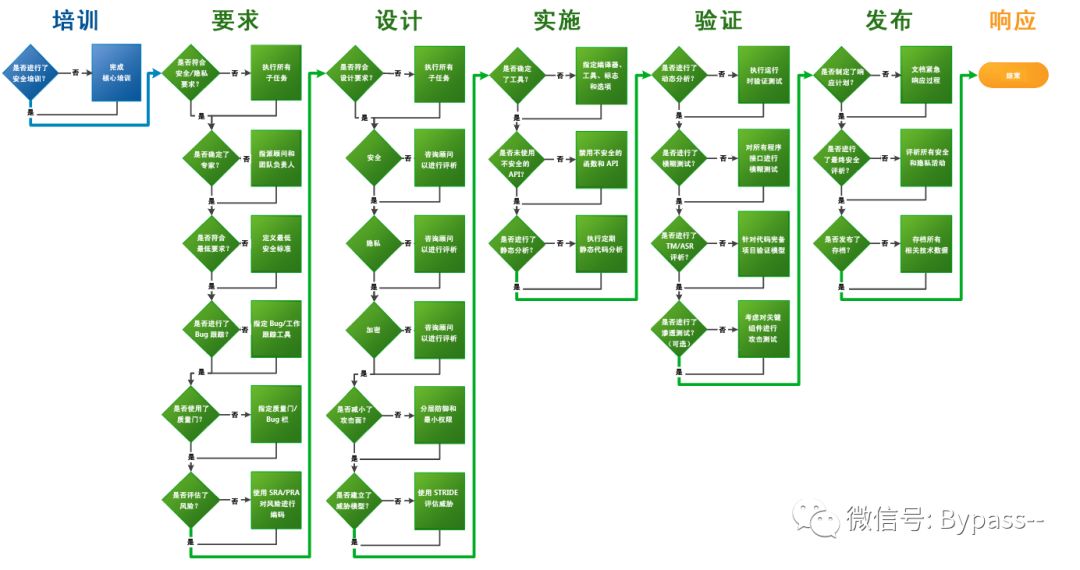 培训
要求
设计
实施
验证
发布
响应
是否进行了
安全培训?
否
完成
核心培训
是
是否符合
安全/隐私
要求?
否
执行所有
子任务
是
是否确定了
专家?
否
指派顾问和
团队负责人
是
是否符合
最低要求?
否
定义最低
安全标准
是
是否进行了
Bug 跟踪?
否
指定 Bug/工作
跟踪工具
是
是否使用了
质量门?
否
指定质量门/
Bug 栏
是
是否评估了
风险?
否
使用 SRA/PRA
对风险进行
编码
是
是否符合
设计要求?
否
执行所有
子任务
是
安全
否
咨询顾问
以进行评析
是
隐私
否
咨询顾问
以进行评析
是
加密
否
咨询顾问
以进行评析
是
是否减小了
攻击面?
否
分层防御和
最小权限
是
是否建立了
威胁模型?
否
使用 STRIDE
评估威胁
是
是否确定
了工具?
否
指定编译器、
工具、标志
和选项
是
是否未使用
不安全的
API?
否
禁用不安全的
函数和 API
是
是否进行了
静态分析?
否
执行定期
静态代码分析
是
是否进行了
动态分析?
否
执行运行
时验证测试
是
是否进行了
模糊测试?
否
对所有程序
接口进行
模糊测试
是
是否进行了
TM/ASR
评析?
否
针对代码完备
项目验证模型
是
是否进行了
渗透测试?
(可选)
否
考虑对关键
组件进行
攻击测试
是
是否制定了响
应计划?
否
文档紧急
响应过程
是
是否进行
了最终安全
评析?
否
评析所有安全
和隐私活动
是
是否发布了
存档?
否
存档所有
相关技术数据
是
结束
微信号: Bypass--